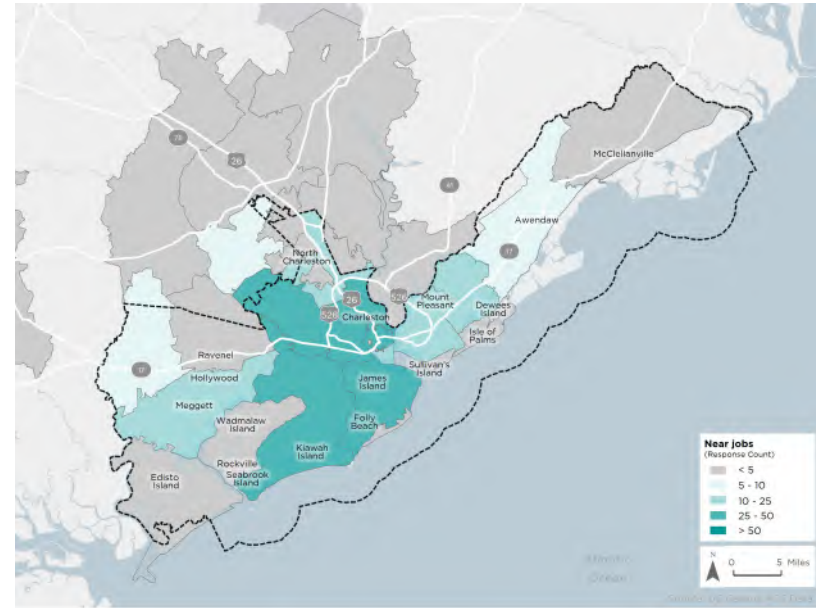 McClellanville
26
41
Awendaw
17
North
Charleston
Mount
Pleasant
526
26
526
Charleston
Dewees
Island
Isle of
Palms
Ravenel
Sullivan's
Island
17
Hollywood
James
Island
Meggett
Wadmalaw
Island
Folly
Beach
Kiawah
Island
Rockville
Seabrook
Island
Edisto
Island
Near jobs
(Response Count)
< 5
5 - 10
10 - 25
25 - 50
> 50
N
0 5 Miles
Atlantic
Ocean